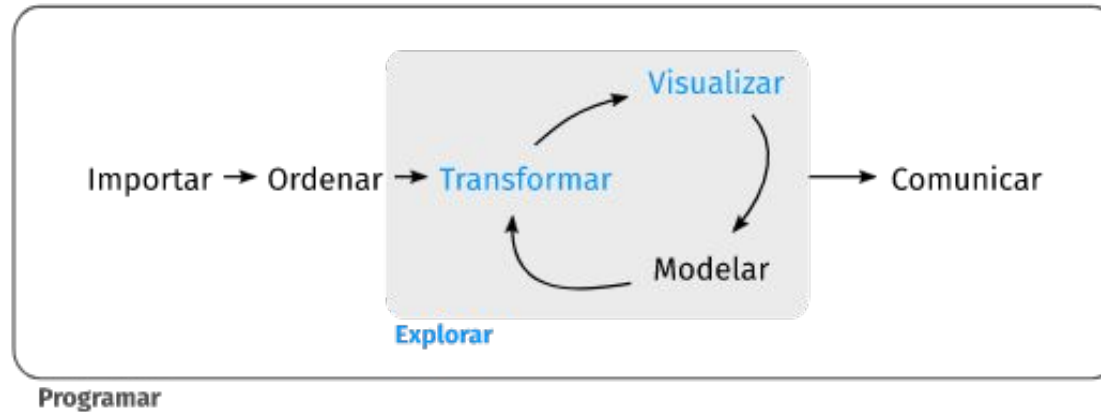 Visualizar
Importar → Ordenar → Transformar → Comunicar
Modelar
Explorar
Programar